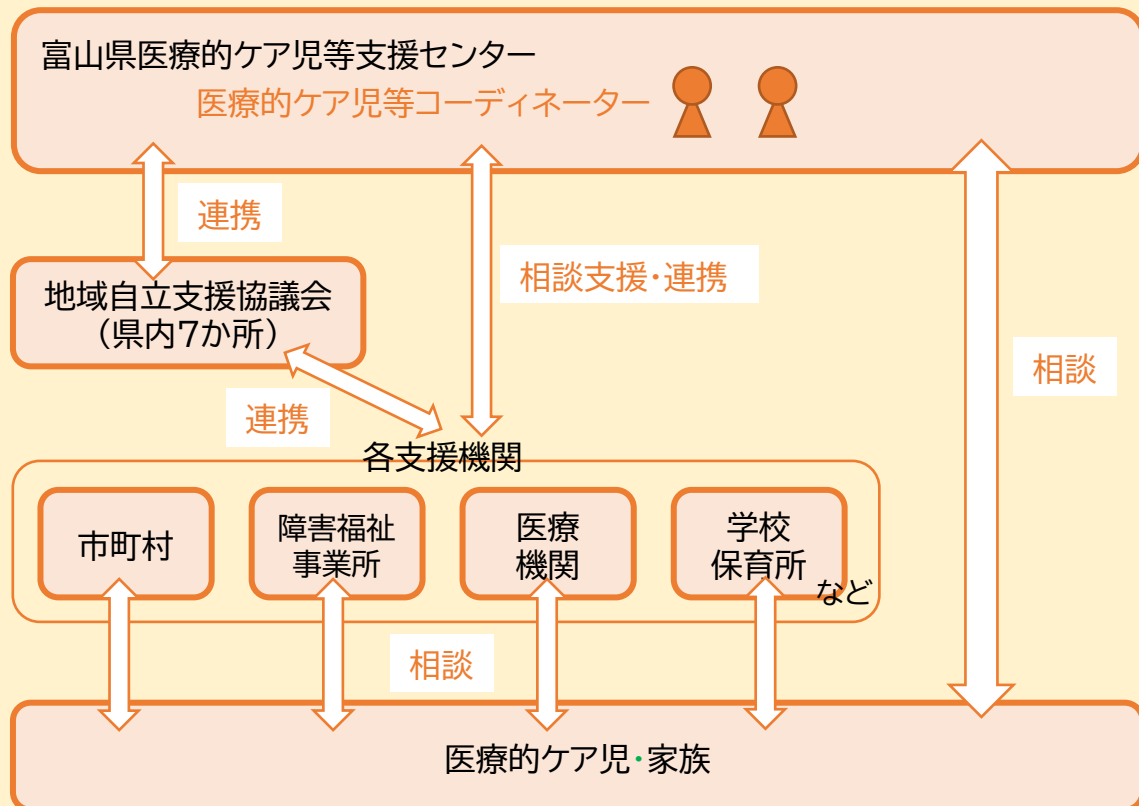 富山県医療的ケア児等支援センター
医療的ケア児等コーディネーター
連携
相談支援・連携
地域自立支援協議会
(県内7か所)
相談
連携
各支援機関
市町村
障害福祉
事業所
医療
機関
学校
保育所
など
相談
医療的ケア児・家族